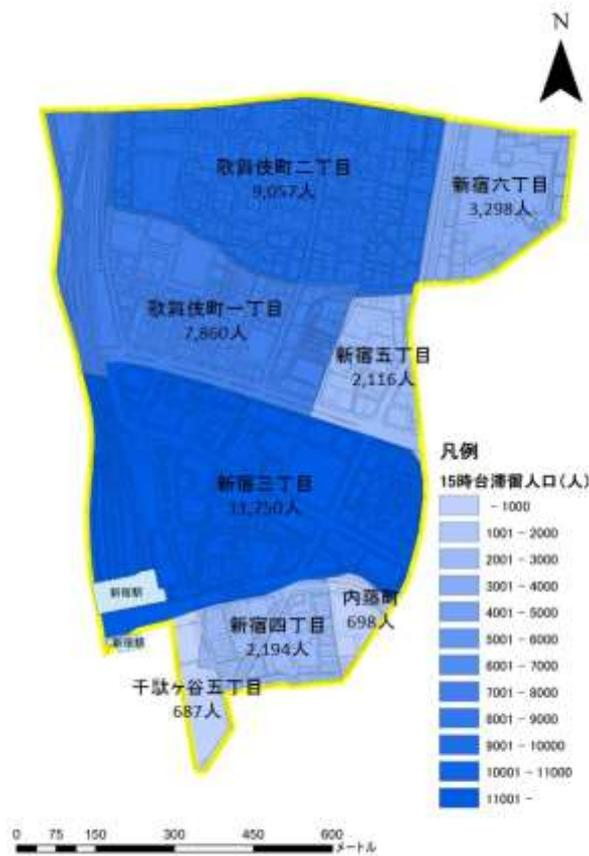 N
歌舞伎町二丁目
9,057人
新宿六丁目
3,298人
歌舞伎町一丁目
7,860人
新宿五丁目
2,116人
新宿三丁目
新宿駅
新宿駅
内藤町
698人
新宿四丁目
2,194人
千駄ヶ谷五丁目
687人
凡例
15時台滞留人口(人)
- 1000
1001 - 2000
2001 - 3000
3001 - 4000
4001 - 5000
5001 - 6000
6001 - 7000
7001 - 8000
8001 - 9000
9001 - 10000
10001 - 11000
11001 -
0 75 150 300 450 600
メートル